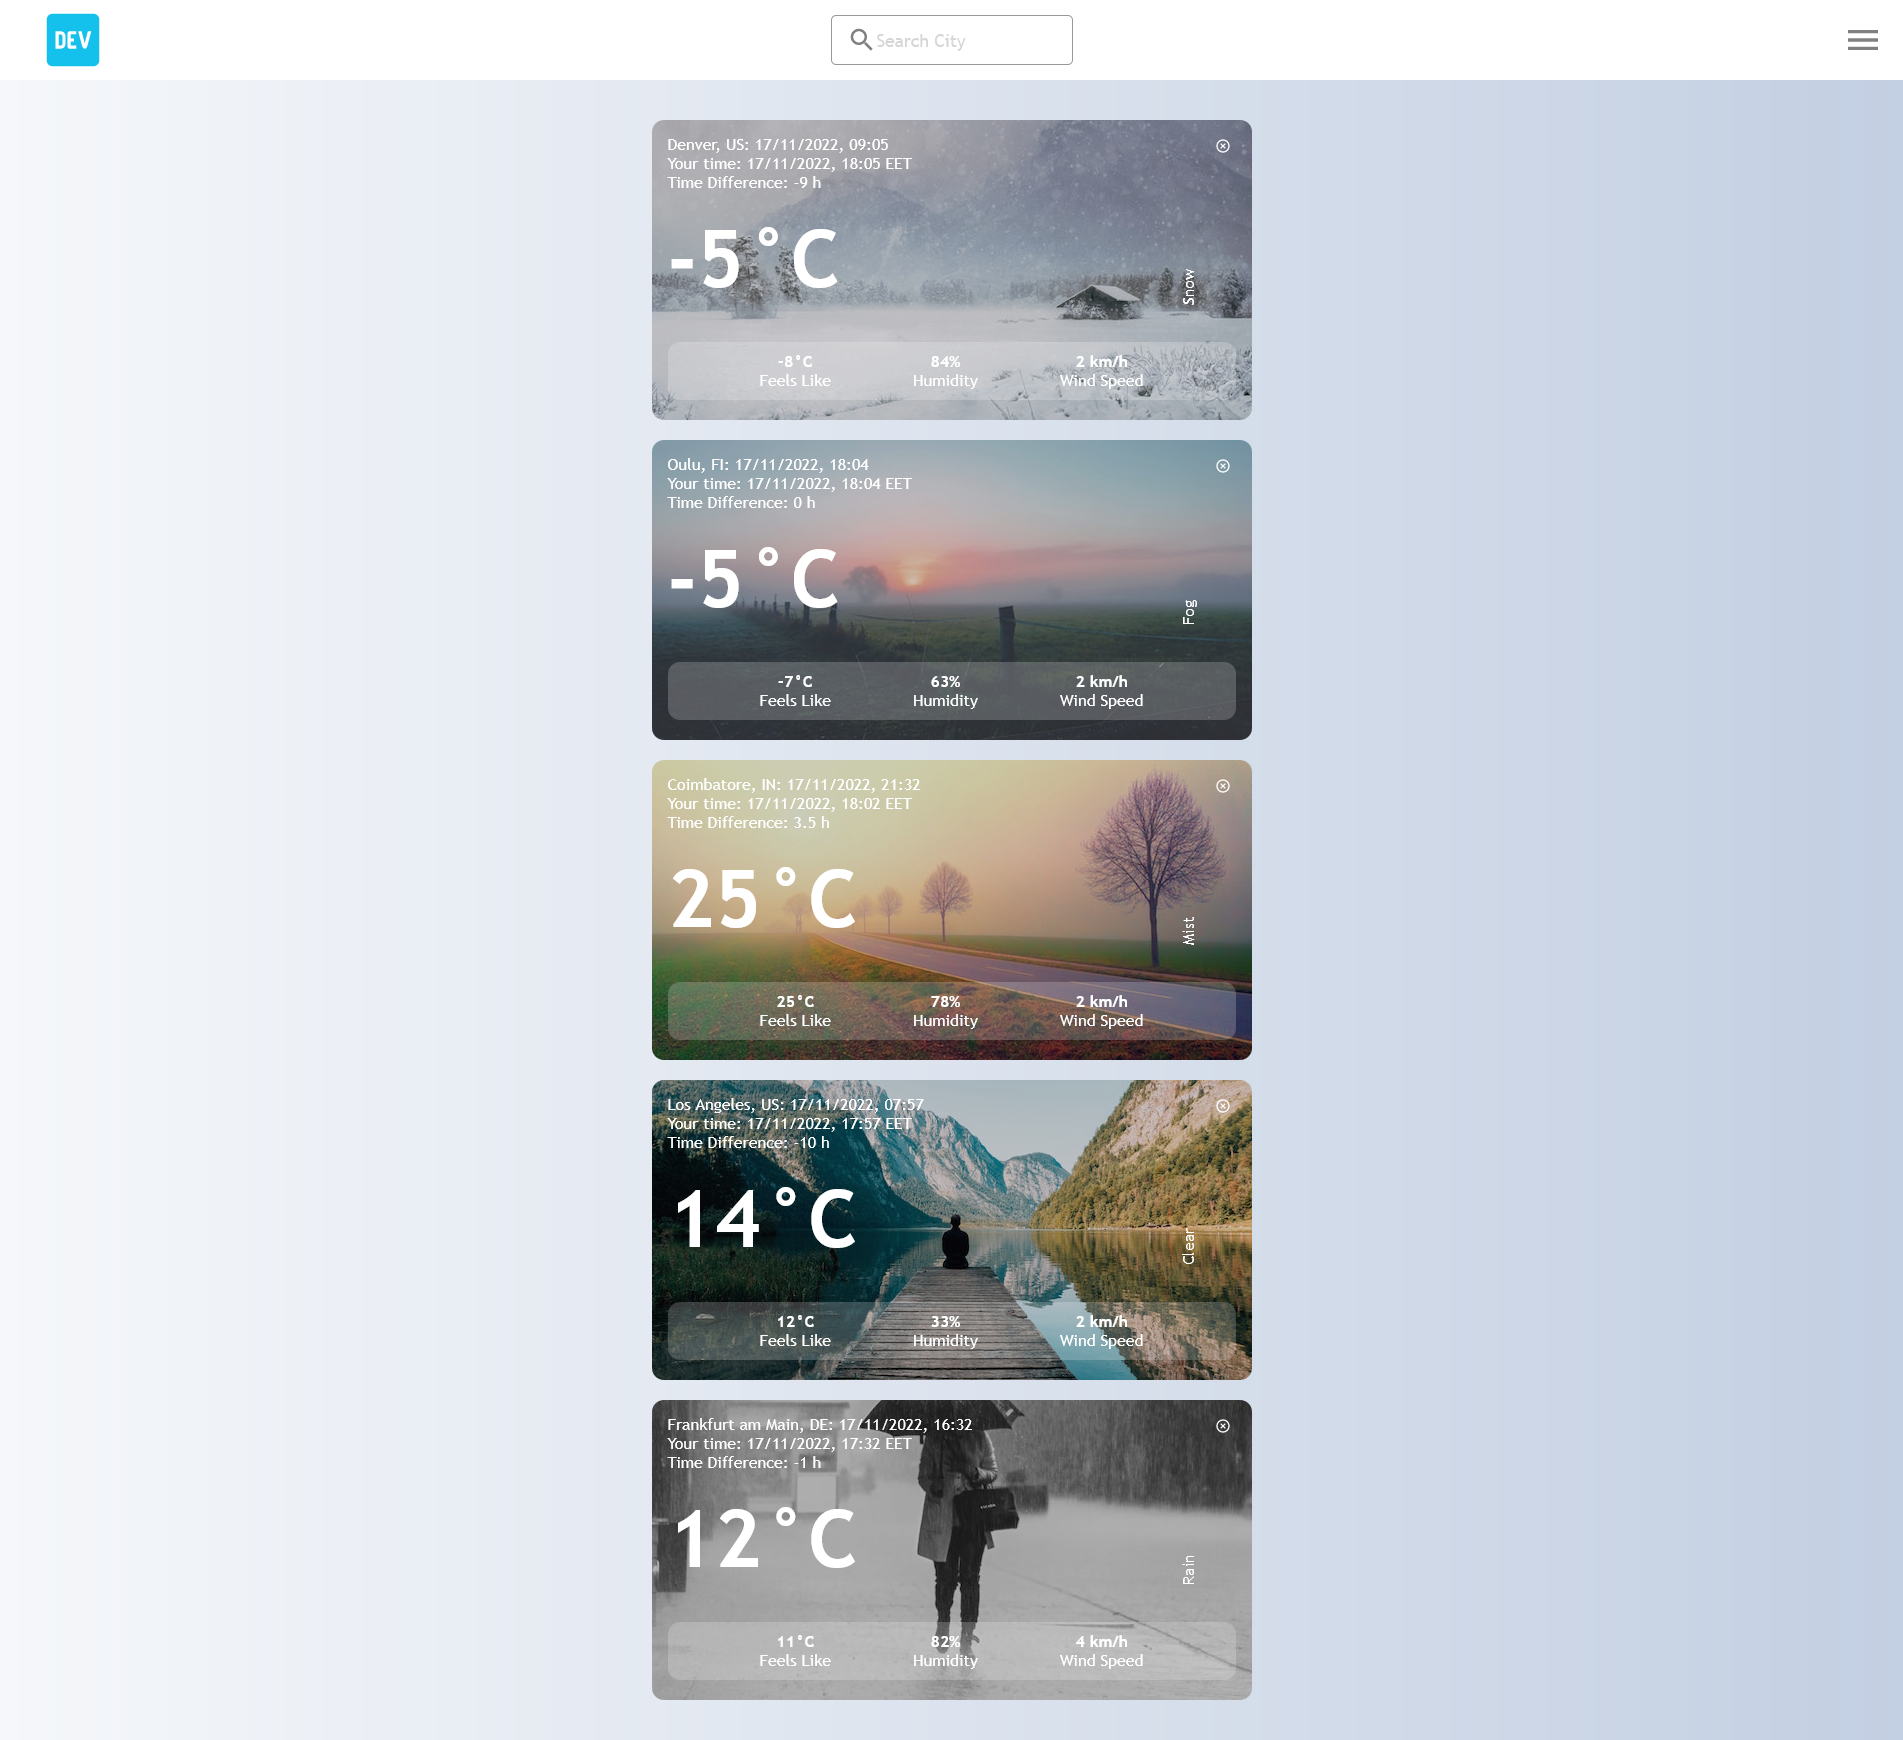 DEV
Search City
Denver, US: 17/11/2022, 09:05
Your time: 17/11/2022, 18:05 EET
Time Difference: -9 h
-5°C
Snow
-8°C 84% 2 km/h
Feels Like Humidity Wind Speed
Oulu, FI: 17/11/2022, 18:04
Your time: 17/11/2022, 18:04 EET
Time Difference: 0 h
-5°C
Fog
-7°C 63% 2 km/h
Feels Like Humidity Wind Speed
Coimbatore, IN: 17/11/2022, 21:32
Your time: 17/11/2022, 18:02 EET
Time Difference: 3.5 h
25°C
Mist
25°C 78% 2 km/h
Feels Like Humidity Wind Speed
Los Angeles, US: 17/11/2022, 07:57
Your time: 17/11/2022, 17:57 EET
Time Difference: -10 h
14°C
Clear
12°C 33% 2 km/h
Feels Like Humidity Wind Speed
Frankfurt am Main, DE: 17/11/2022, 16:32
Your time: 17/11/2022, 17:32 EET
Time Difference: -1 h
12°C
Rain
11°C 82% 4 km/h
Feels Like Humidity Wind Speed